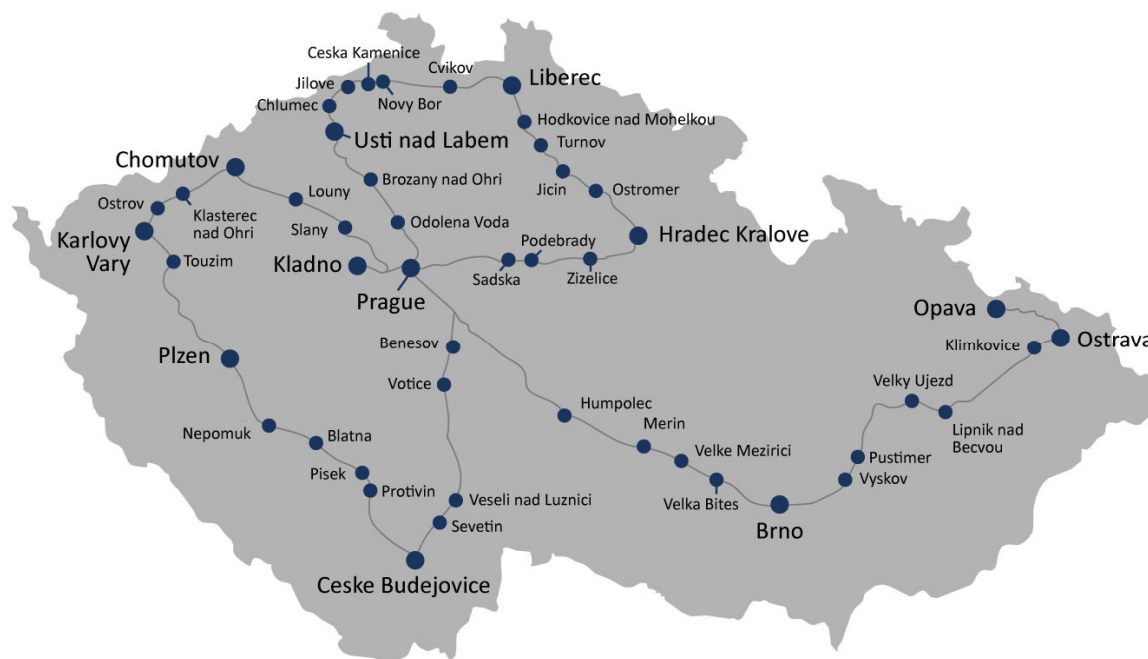 Ceska Kamenice
Cvikov
Liberec
Jilove
Novy Bor
Chlumec
Hodkovice nad Mohelkou
Usti nad Labem
Turnov
Chomutov
Jicin
Ostromer
Louny
Brozany nad Ohri
Ostrov
Klasterec
nad Ohri
Slany
Odolena Voda
Podebrady
Hradec Kralove
Karlovy
Vary
Touzim
Kladno
Sadska
Zizelice
Prague
Opava
Ostrava
Klimkovice
Benesov
Plzen
Votice
Velky Ujezd
Humpolec
Lipnik nad
Becvou
Nepomuk
Blatna
Merin
Velke Mezirici
Pustimer
Pisek
Protivin
Veseli nad Luznici
Velka Bites
Vyskov
Sevetin
Brno
Ceske Budejovice